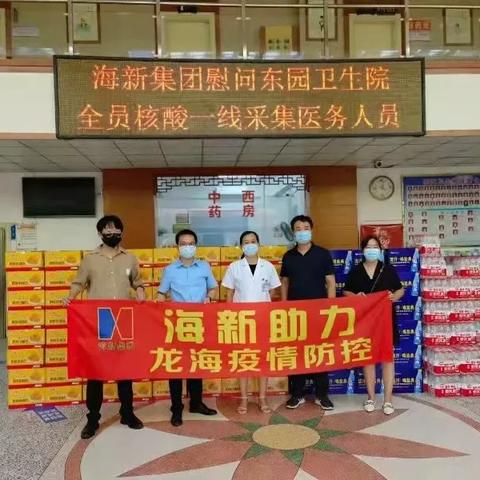 海新集团慰问东园卫生院
全员核酸一线采集医务人员
中 西
药 房
海新助力
龙海疫情防控